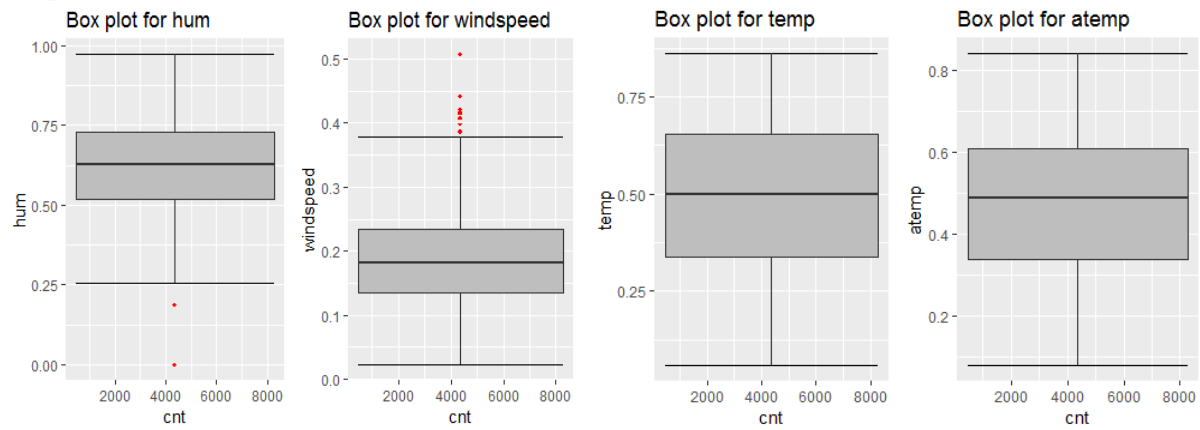 Box plot for hum
1.00
0.75
0.50
0.25
0.00
hum
2000 4000 6000 8000
cnt
Box plot for windspeed
0.5
0.4
0.3
0.2
0.1
0.0
windspeed
2000 4000 6000 8000
cnt
Box plot for temp
0.75
0.50
0.25
temp
2000 4000 6000 8000
cnt
Box plot for atemp
0.8
0.6
0.4
0.2
atemp
2000 4000 6000 8000
cnt